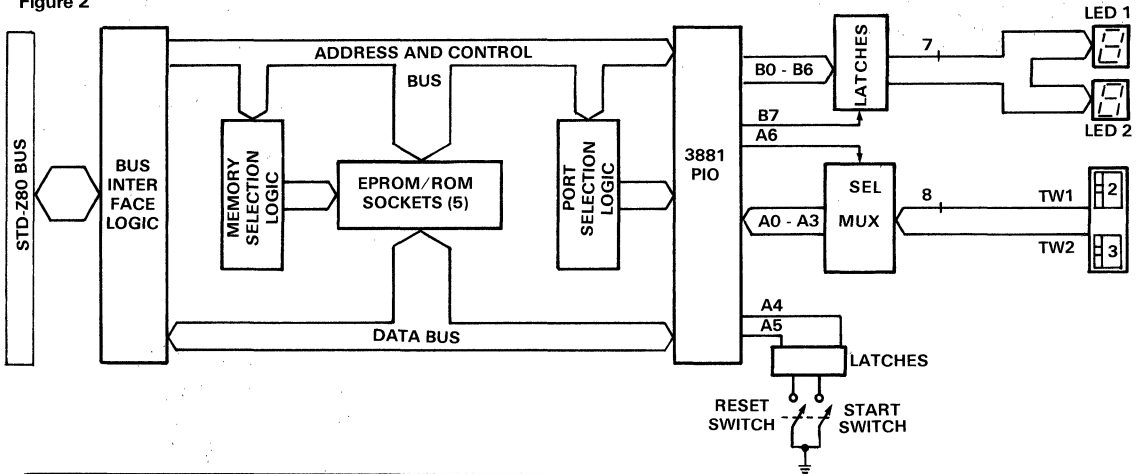 Figure 2
STD-Z80 BUS
BUS
INTER
FACE
LOGIC
ADDRESS AND CONTROL
BUS
MEMORY
SELECTION
LOGIC
EPROM/ROM
SOCKETS (5)
PORT
SELECTION
LOGIC
DATA BUS
3881
PIO
B0 - B6
LATCHES
7
LED 1
LED 2
B7
A6
A0 - A3
SEL
MUX
8
TW1
TW2
2
3
A4
A5
LATCHES
RESET
SWITCH
START
SWITCH